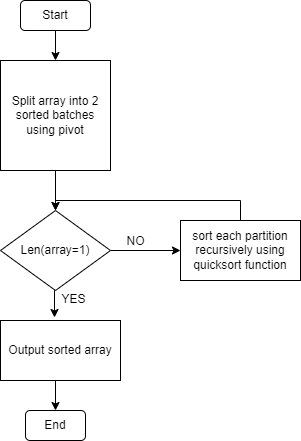 Start
Split array into 2
sorted batches
using pivot
Len(array=1)
NO
sort each partition
recursively using
quicksort function
YES
Output sorted array
End